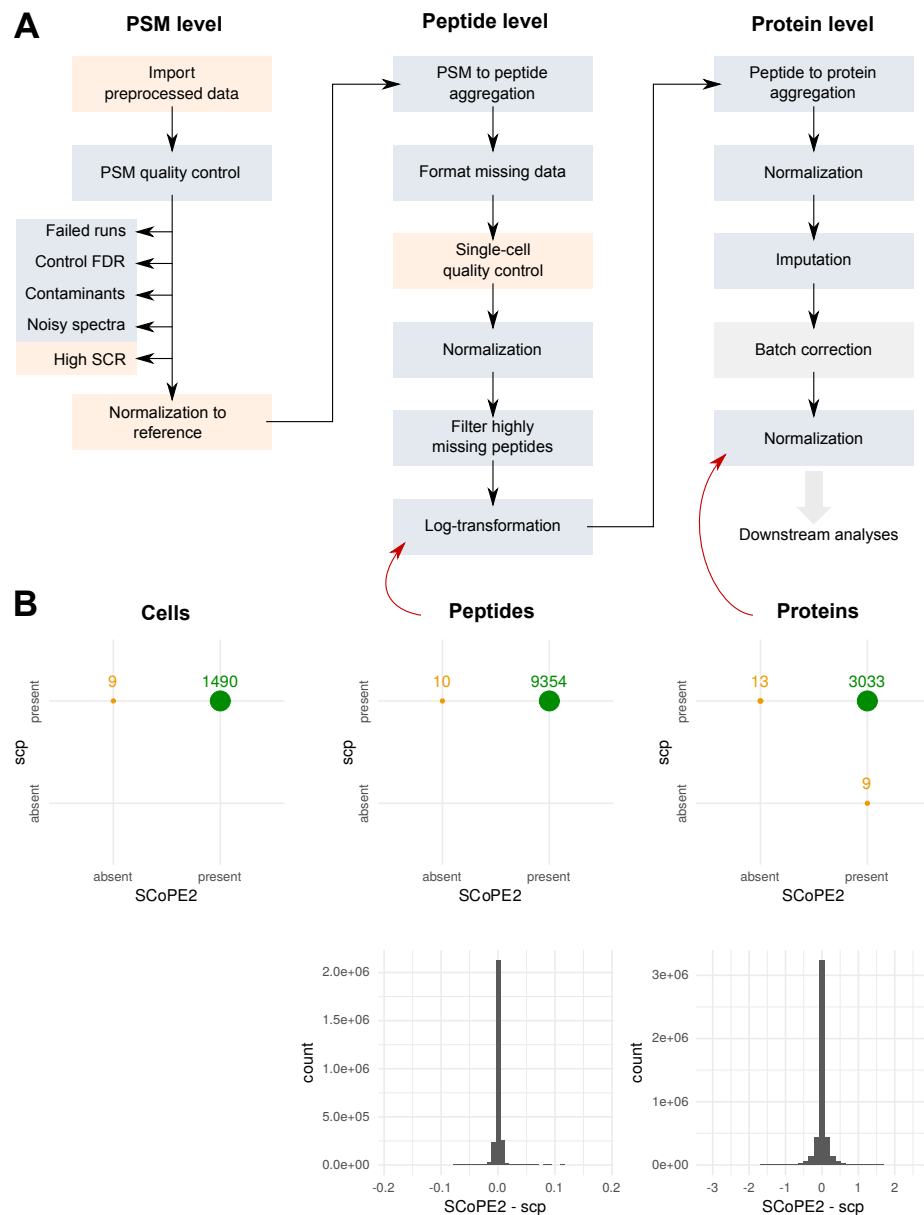 A
PSM level
Import
preprocessed data
PSM quality control
Failed runs
Control FDR
Contaminants
Noisy spectra
High SCR
Normalization to
reference
Peptide level
PSM to peptide
aggregation
Format missing data
Single-cell
quality control
Normalization
Filter highly
missing peptides
Log-transformation
Protein level
Peptide to protein
aggregation
Normalization
Imputation
Batch correction
Normalization
Downstream analyses
B
Cells
9
1490
present
absent
scp
absent
present
SCoPE2
Peptides
10
9354
present
absent
scp
absent
present
SCoPE2
Proteins
13
3033
9
present
absent
scp
absent
present
SCoPE2
2.0e+06
1.5e+06
1.0e+06
5.0e+05
0.0e+00
count
-0.2
-0.1
0.0
0.1
0.2
SCoPE2 - scp
3e+06
2e+06
1e+06
0e+00
count
-3
-2
-1
0
1
2
SCoPE2 - scp